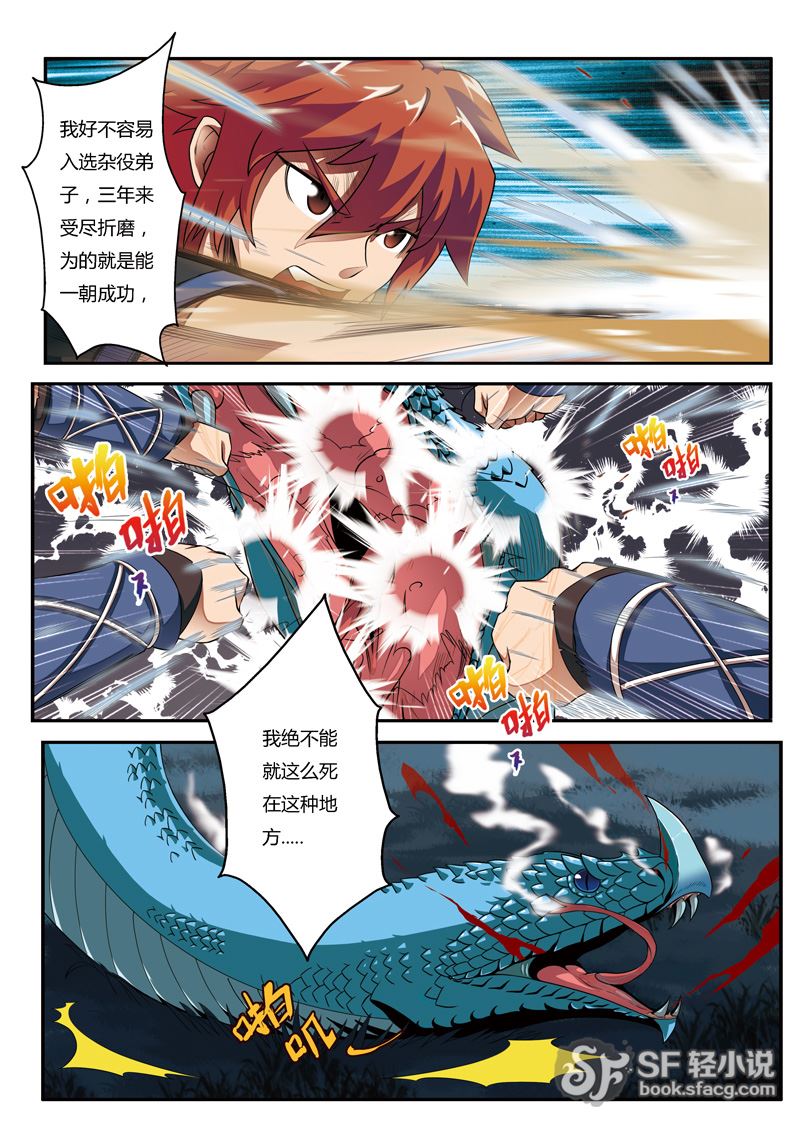 我好不容易
入选杂役弟
子，三年来
受尽折磨，
为的就是能
一朝成功，
啪
啪
啪
啪
啪
啪
我绝不能
就这么死
在这种地
方.....
啪
叽
SF轻小说
book.sfacg.com